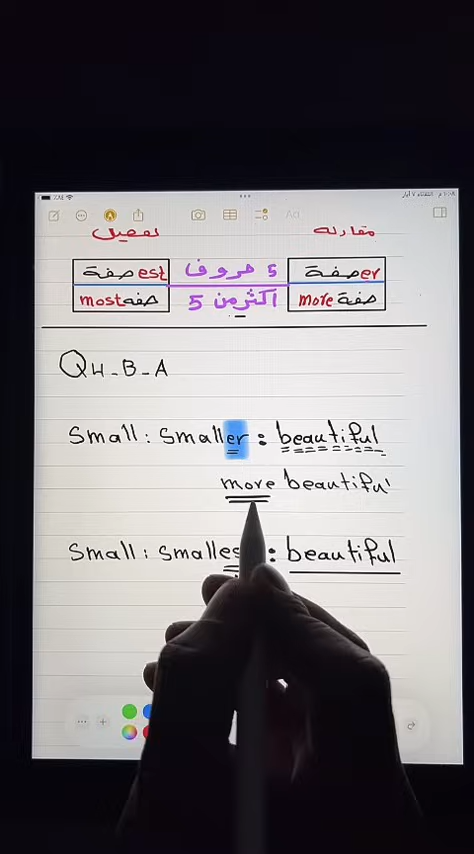 مقارنة تفضيل
5 حروف
صفة er
صفة est
أكثر من 5
more صفة
most صفة
Q4-B-A
Small : Smaller : beautiful
more beautiful
Small : Smalles : beautiful